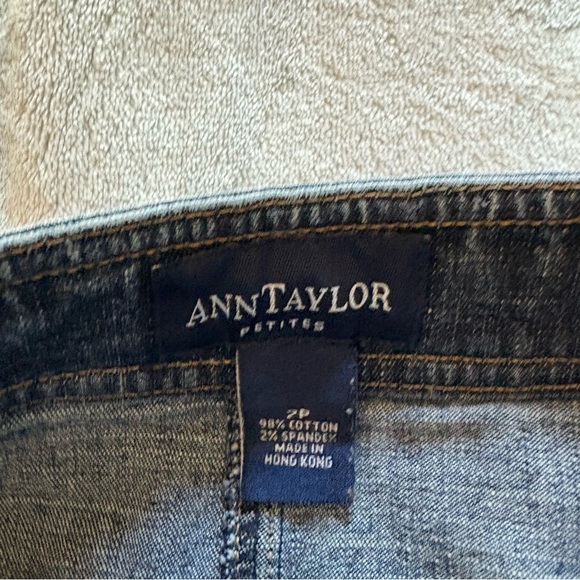 ANNTAYLOR
PETITES
2P
98% COTTON
2% SPANDEX
MADE IN
HONG KONG